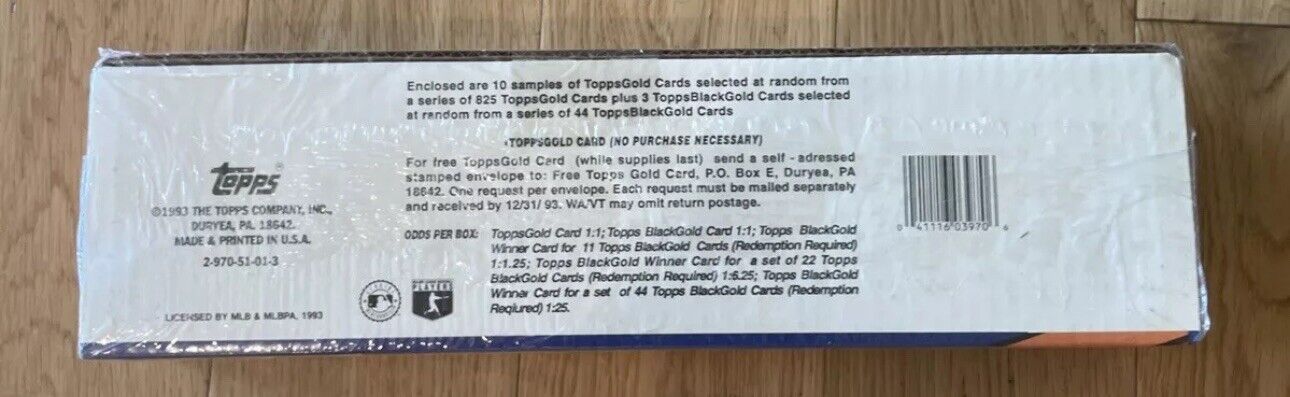 Enclosed are 10 samples of ToppsGold Cards selected at random from
a series of 825 ToppsGold Cards plus 3 ToppsBlackGold Cards selected
at random from a series of 44 ToppsBlackGold Cards
•TOPPSGOLD CARD (NO PURCHASE NECESSARY)
For free ToppsGold Card (while supplies last) send a self - adressed
stamped envelope to: Free Topps Gold Card, P.O. Box E, Duryea, PA
18642. One request per envelope. Each request must be mailed separately
and received by 12/31/ 93. WA/VT may omit return postage.
ODDS PER BOX: ToppsGold Card 1:1; Topps BlackGold Card 1:1; Topps BlackGold
Winner Card for 11 Topps BlackGold Cards (Redemption Required)
1:1.25; Topps BlackGold Winner Card for a set of 22 Topps
BlackGold Cards (Redemption Required) 1:6.25; Topps BlackGold
Winner Card for a set of 44 Topps BlackGold Cards (Redemption
Reqiured) 1:25.
Topps®
©1993 THE TOPPS COMPANY, INC.,
DURYEA, PA. 18642.
MADE & PRINTED IN U.S.A.
2-970-51-01-3
LICENSED BY MLB & MLBPA, 1993
PLAYERS
0 41116 03970 6